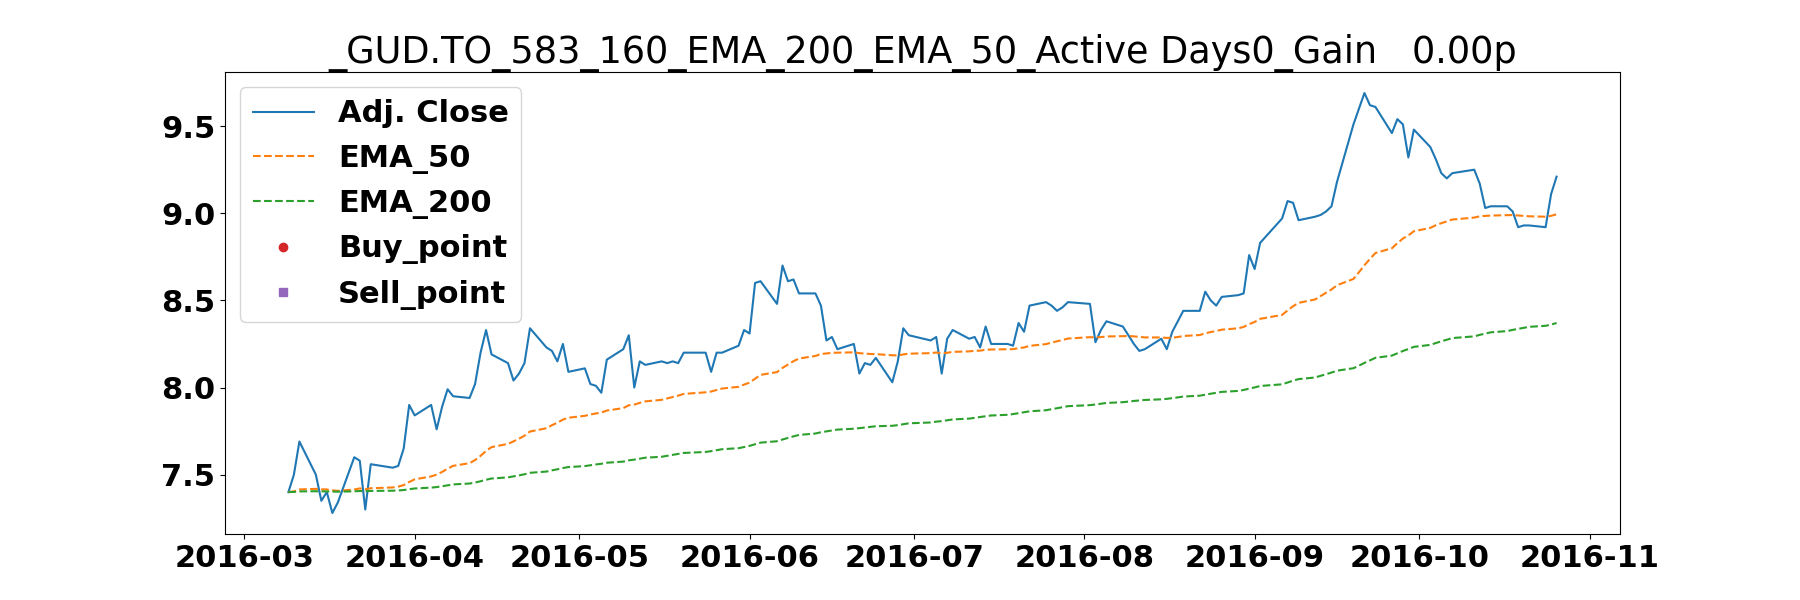 _GUD.TO_583_160_EMA_200_EMA_50_Active Days0_Gain   0.00p
Adj. Close
EMA_50
EMA_200
Buy_point
Sell_point
9.5
9.0
8.5
8.0
7.5
2016-03 2016-04 2016-05 2016-06 2016-07 2016-08 2016-09 2016-10 2016-11